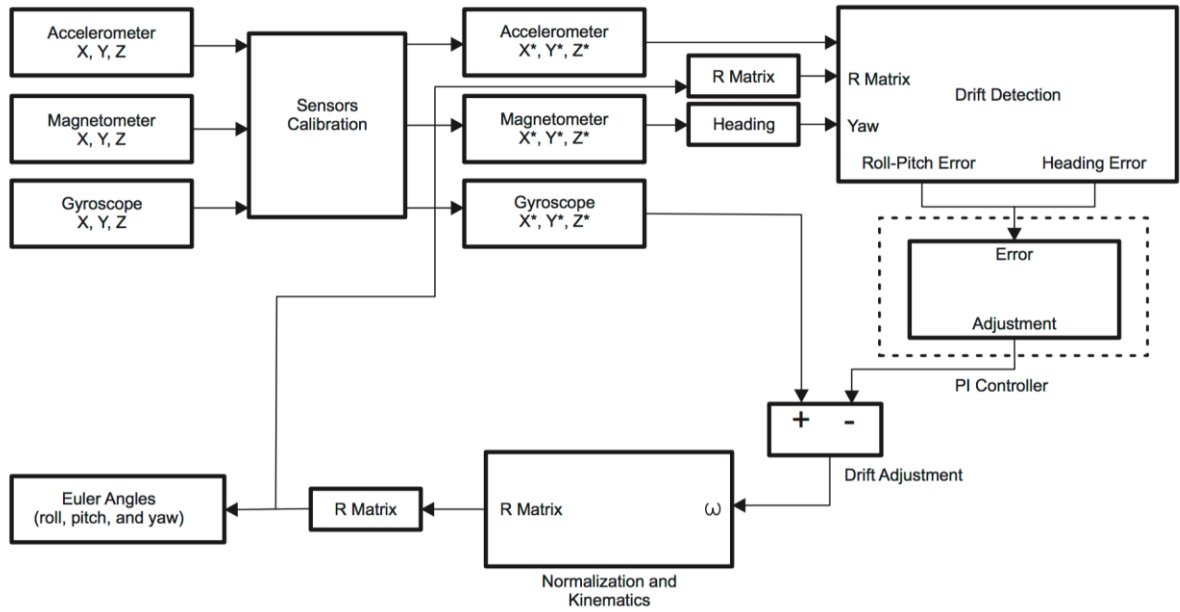 Accelerometer
X, Y, Z
Magnetometer
X, Y, Z
Gyroscope
X, Y, Z
Sensors
Calibration
Accelerometer
X*, Y*, Z*
Magnetometer
X*, Y*, Z*
Gyroscope
X*, Y*, Z*
R Matrix
Heading
R Matrix
Drift Detection
Yaw
Roll-Pitch Error
Heading Error
Error
Adjustment
PI Controller
+ -
Drift Adjustment
Euler Angles
(roll, pitch, and yaw)
R Matrix
R Matrix
ω
Normalization and
Kinematics